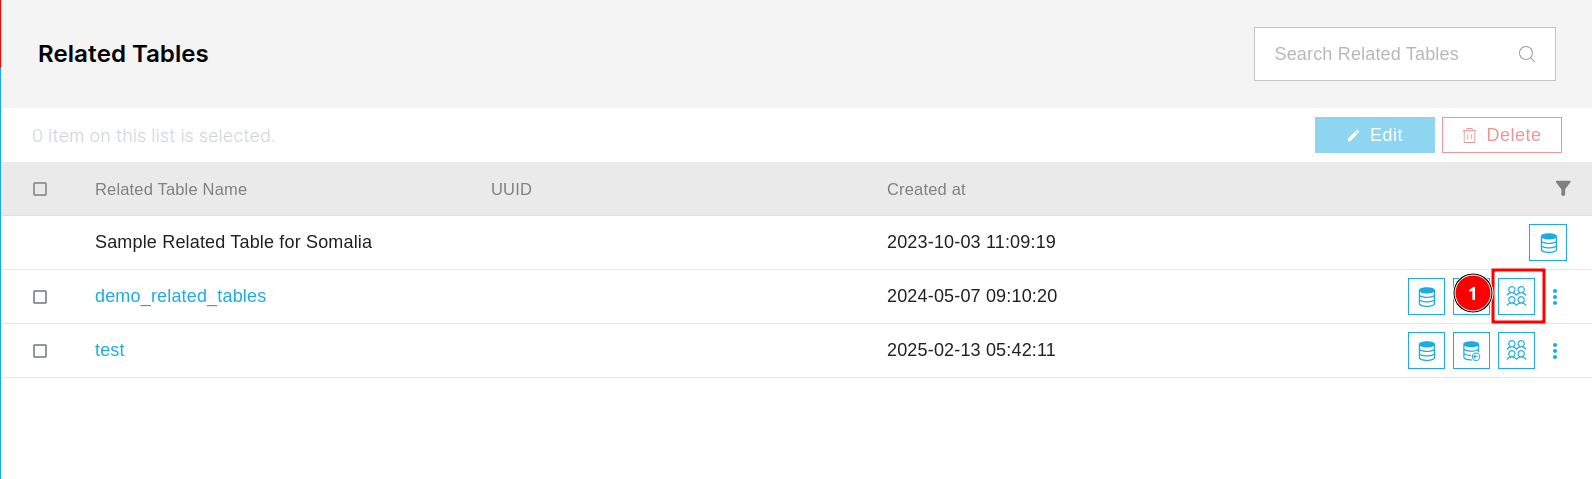 Related Tables
Search Related Tables
0 item on this list is selected.
Edit
Delete
Related Table Name UUID Created at
Sample Related Table for Somalia 2023-10-03 11:09:19
demo_related_tables 2024-05-07 09:10:20 1
test 2025-02-13 05:42:11